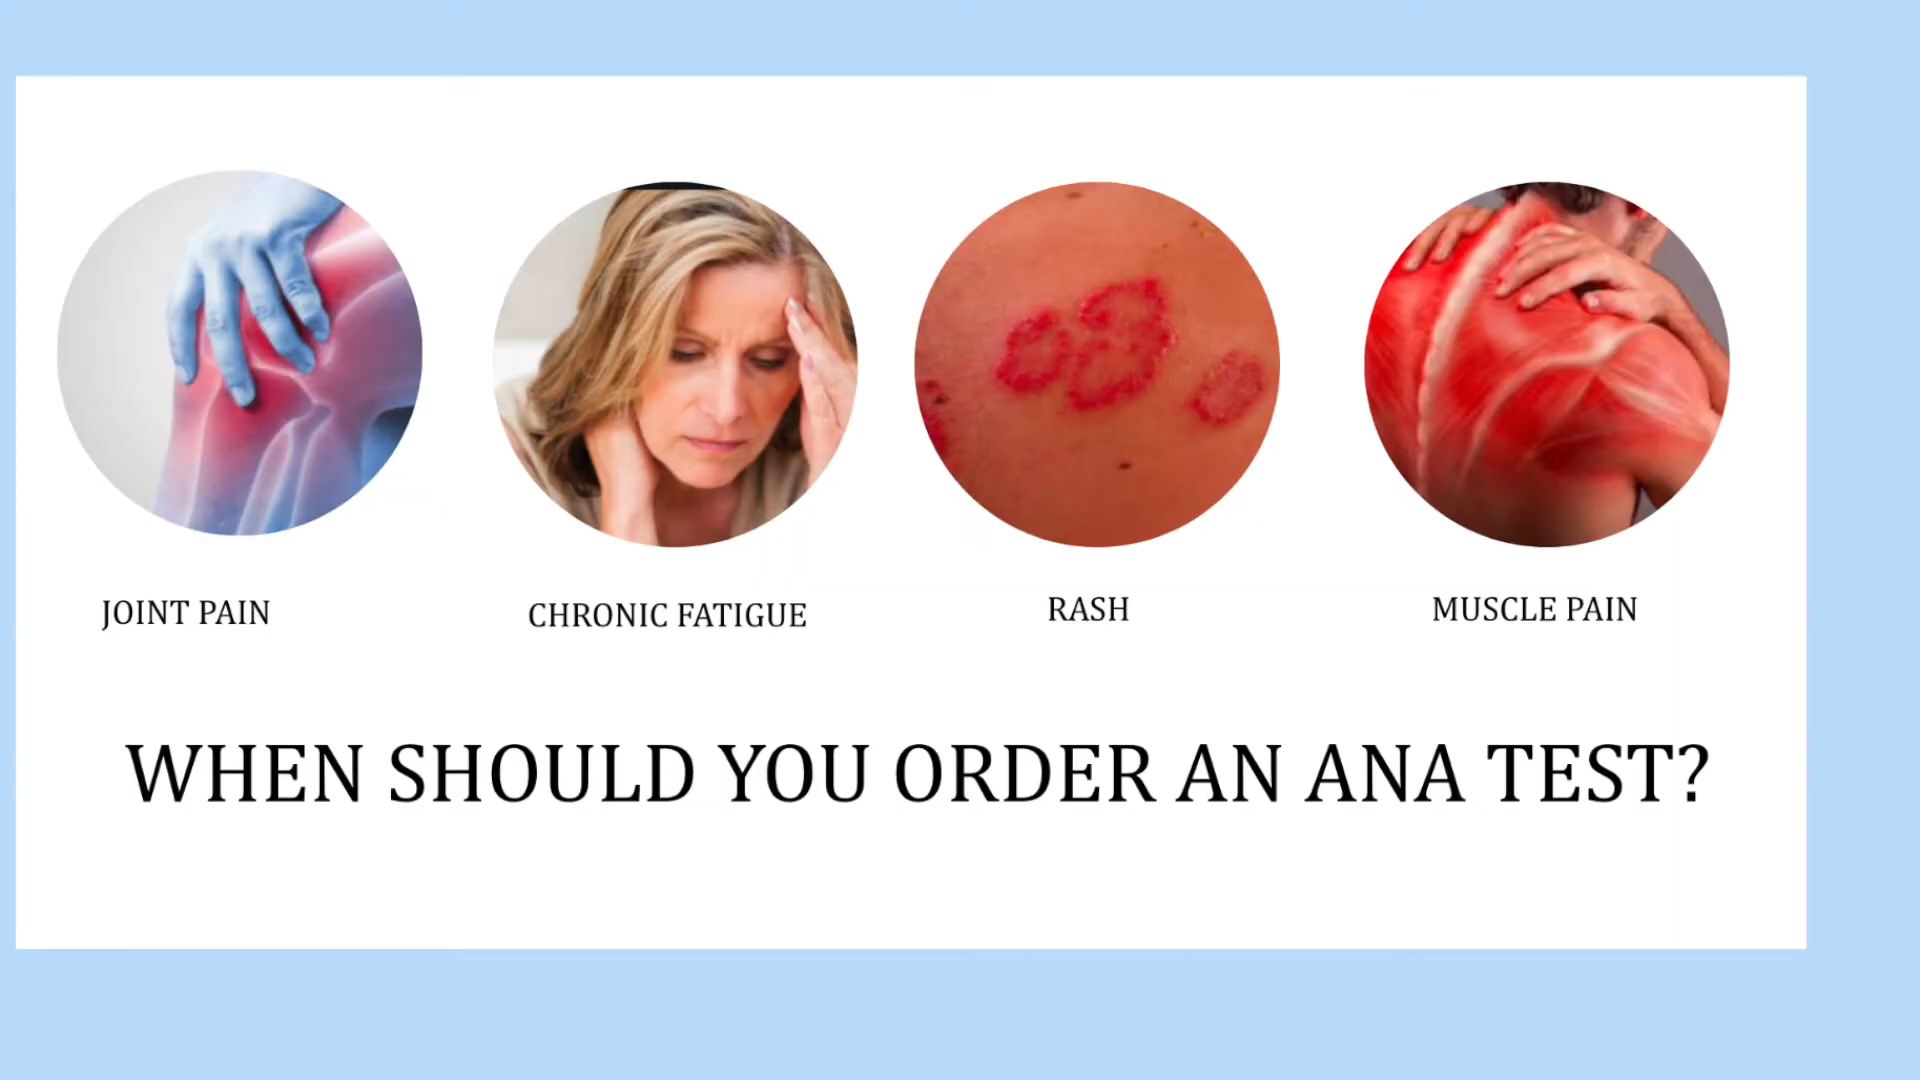 JOINT PAIN
CHRONIC FATIGUE
RASH
MUSCLE PAIN
WHEN SHOULD YOU ORDER AN ANA TEST?